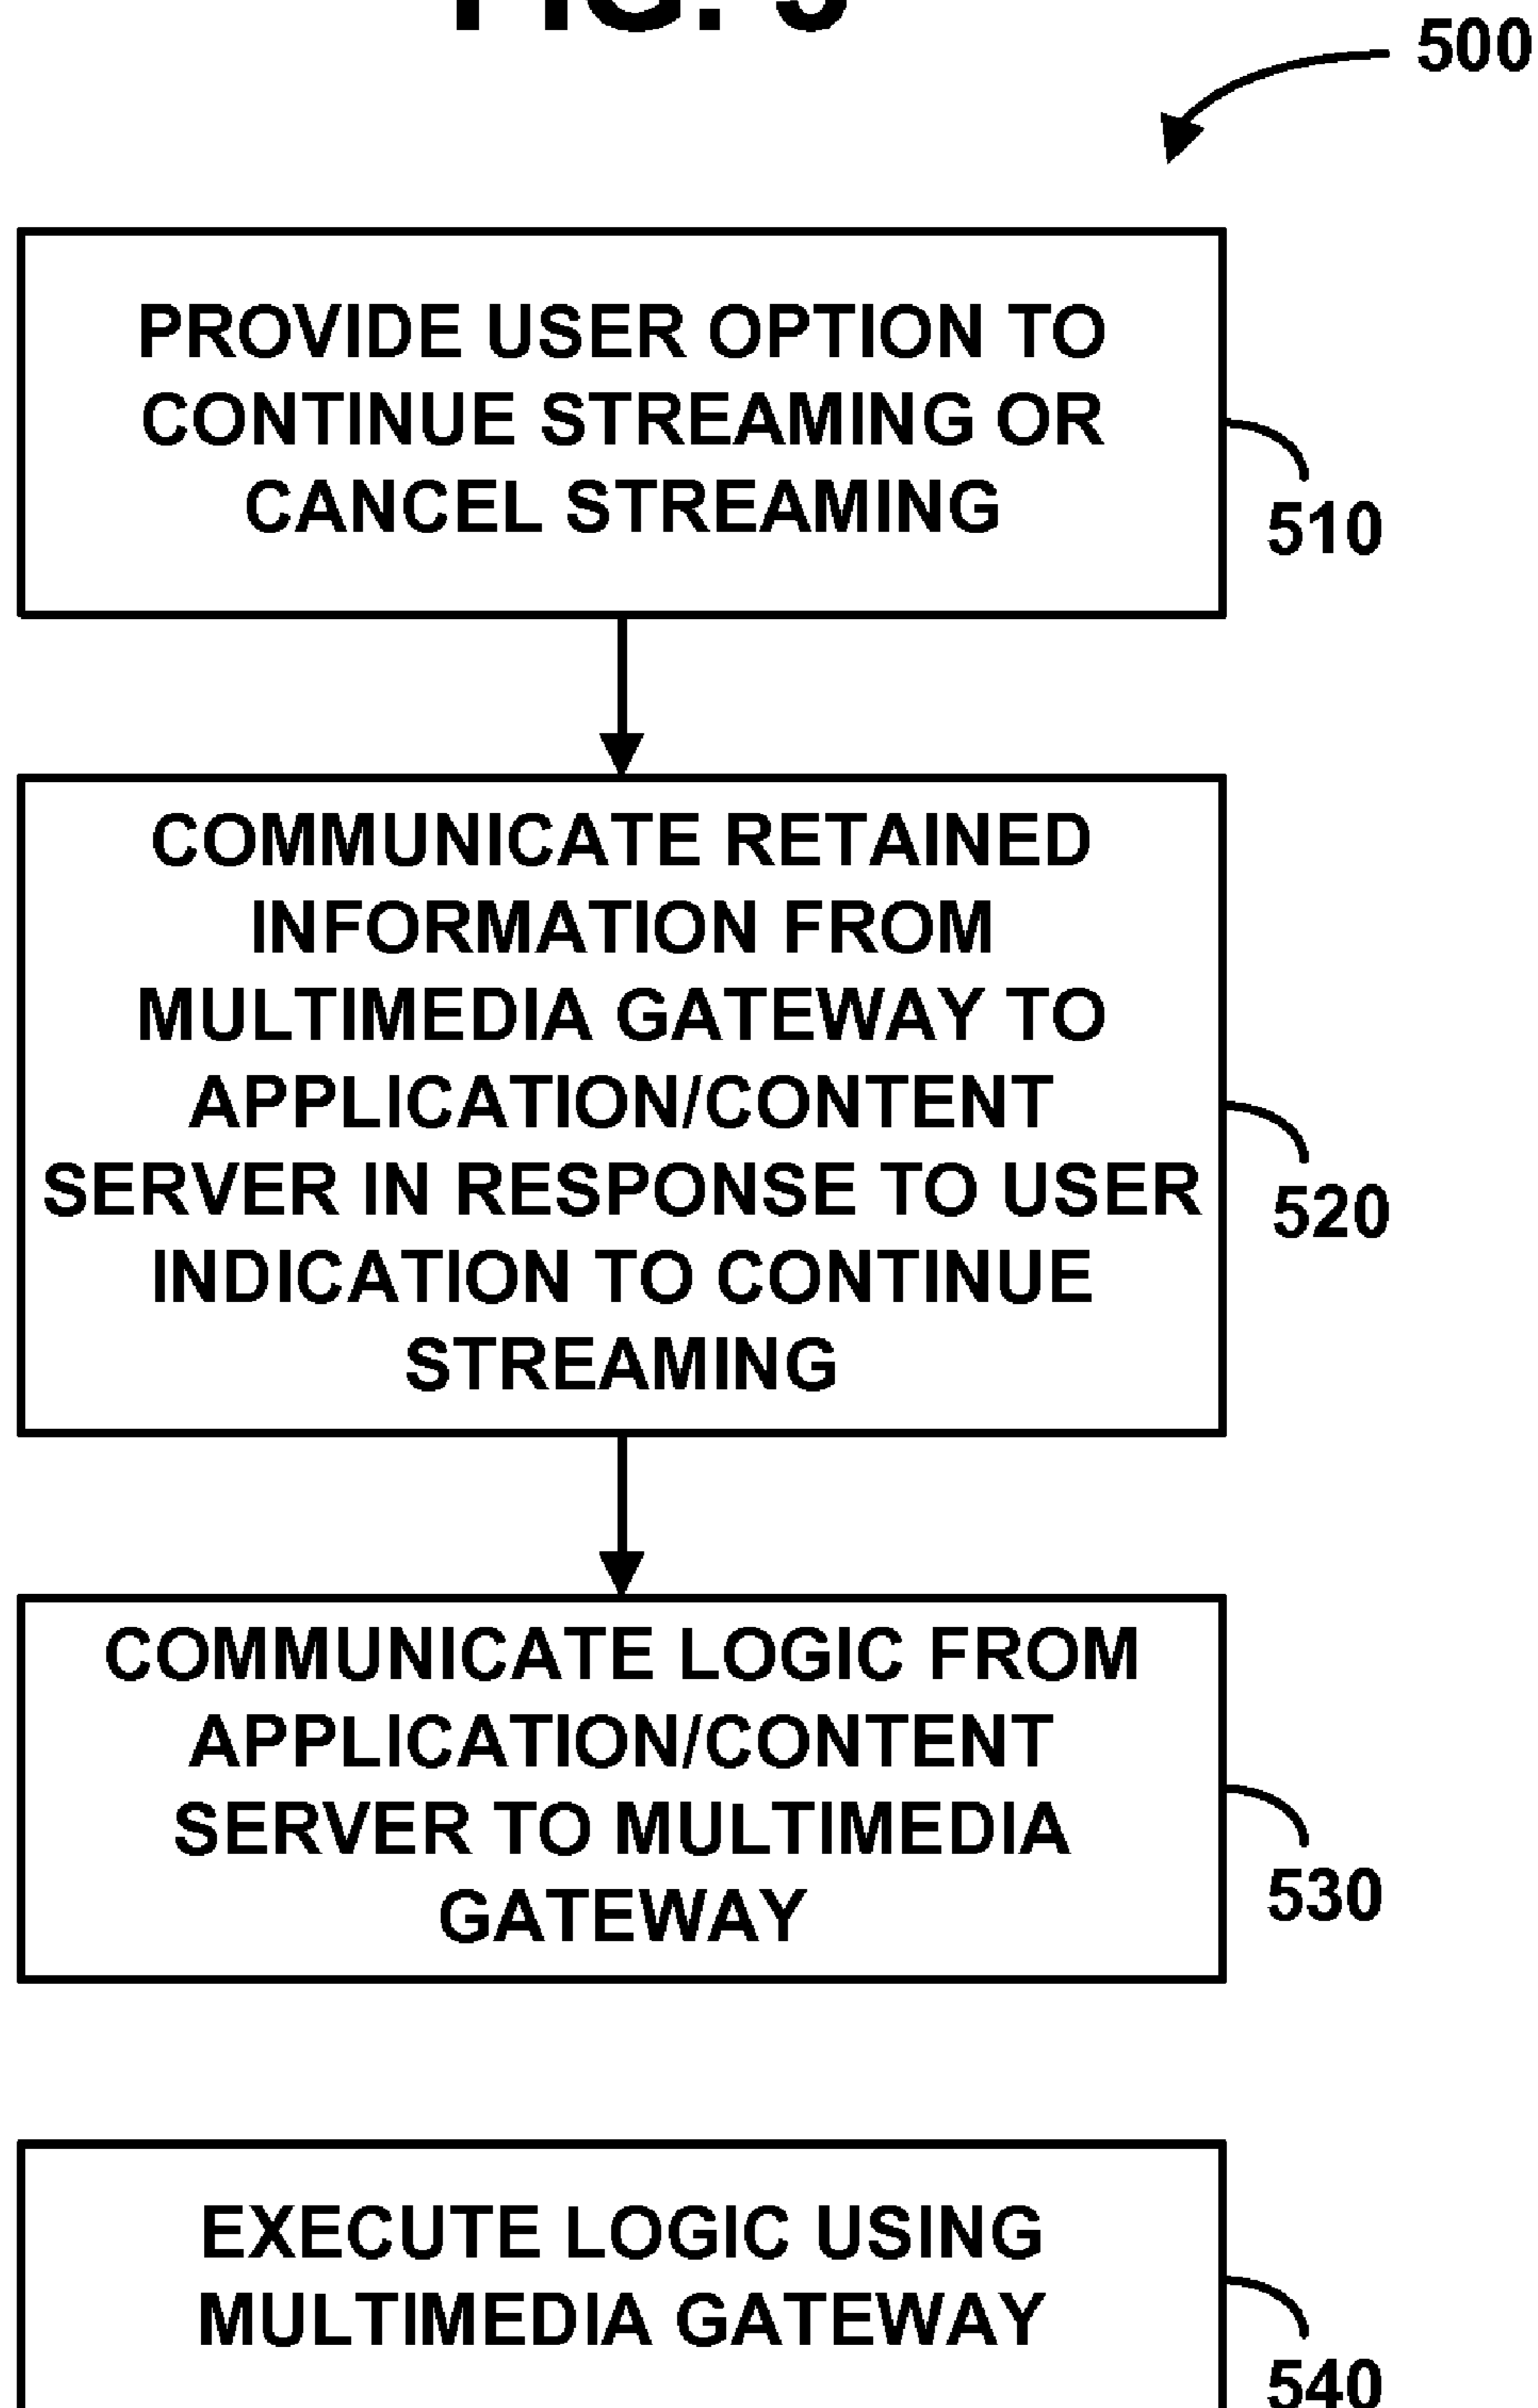 FIG. 5
500
PROVIDE USER OPTION TO
CONTINUE STREAMING OR
CANCEL STREAMING
510
COMMUNICATE RETAINED
INFORMATION FROM
MULTIMEDIA GATEWAY TO
APPLICATION/CONTENT
SERVER IN RESPONSE TO USER
INDICATION TO CONTINUE
STREAMING
520
COMMUNICATE LOGIC FROM
APPLICATION/CONTENT
SERVER TO MULTIMEDIA
GATEWAY
530
EXECUTE LOGIC USING
MULTIMEDIA GATEWAY
540